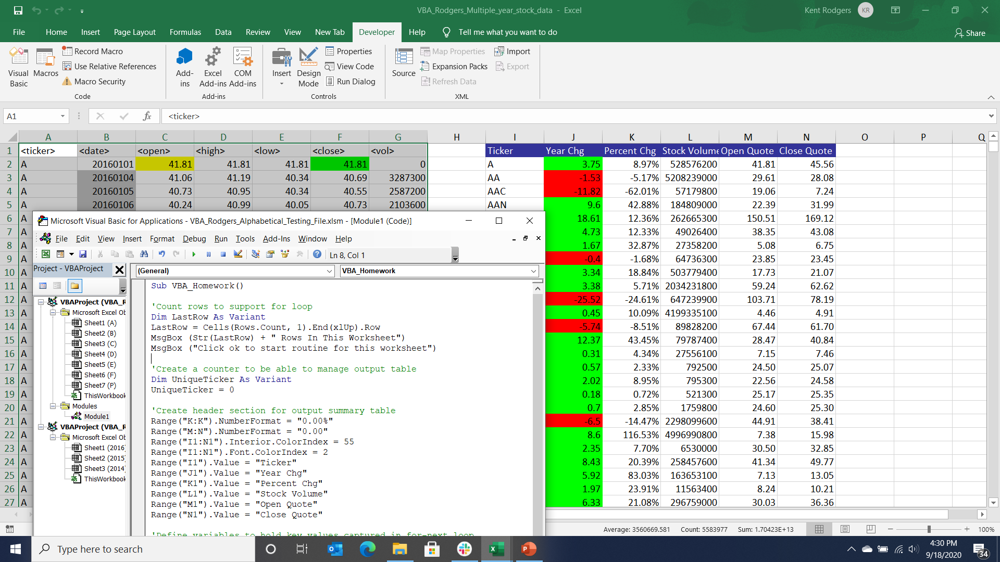 VBA_Rodgers_Multiple_year_stock_data - Excel
Kent Rodgers KR
File Home Insert Page Layout Formulas Data Review View New Tab Developer Help Tell me what you want to do Share
Visual Basic
Macros
Record Macro
Use Relative References
Macro Security
Code
Add-ins
Excel Add-ins
COM Add-ins
Add-ins
Insert
Design Mode
Properties
View Code
Run Dialog
Controls
Source
Map Properties
Expansion Packs
Refresh Data
Import
Export
XML
A1 fx <ticker>
A B C D E F G H I J K L M N O P Q
1 <ticker> <date> <open> <high> <low> <close> <vol> Ticker Year Chg Percent Chg Stock Volume Open Quote Close Quote
2 A 20160101 41.81 41.81 41.81 41.81 0 A 3.75 8.97% 528576200 41.81 45.56
3 A 20160104 41.06 41.19 40.34 40.69 3287300 AA -1.53 -5.17% 5208239000 29.61 28.08
4 A 20160105 40.73 40.95 40.34 40.55 2587200 AAC -11.82 -62.01% 57179800 19.06 7.24
5 A 20160106 40.24 40.99 40.05 40.73 2103600 AAN 9.6 42.88% 184809000 22.39 31.99
6 A 18.61 12.36% 262665300 150.51 169.12
7 A 4.73 12.33% 49026400 38.35 43.08
8 A 1.67 32.87% 27358200 5.08 6.75
9 A -0.4 -1.68% 64736300 23.85 23.45
10 A 3.34 18.84% 503779400 17.73 21.07
11 A 3.38 5.71% 2034231800 59.24 62.62
12 A -25.52 -24.61% 647239900 103.71 78.19
13 A 0.45 10.09% 4199335100 4.46 4.91
14 A -5.74 -8.51% 89828200 67.44 61.70
15 A 12.37 43.45% 79787400 28.47 40.84
16 A 0.31 4.34% 27556100 7.15 7.46
17 A 0.57 2.33% 792500 24.50 25.07
18 A 2.02 8.95% 795300 22.56 24.58
19 A 0.18 0.72% 521300 25.17 25.35
20 A 0.7 2.85% 1759800 24.60 25.30
21 A -6.5 -14.47% 2298099600 44.91 38.41
22 A 8.6 116.53% 4996990800 7.38 15.98
23 A 2.35 7.70% 6530000 30.50 32.85
24 A 8.43 20.39% 258457600 41.34 49.77
25 A 5.92 83.03% 163653100 7.13 13.05
26 A 1.97 23.91% 11563400 8.24 10.21
27 A 6.33 21.08% 296759000 30.03 36.36
Microsoft Visual Basic for Applications - VBA_Rodgers_Alphabetical_Testing_File.xlsm - [Module1 (Code)]
File Edit View Insert Format Debug Run Tools Add-Ins Window Help
Ln 8, Col 1
Project - VBAProject
VBAProject (VBA_R
Microsoft Excel Ob
Sheet1 (A)
Sheet2 (B)
Sheet3 (C)
Sheet4 (D)
Sheet5 (E)
Sheet6 (F)
Sheet7 (P)
ThisWorkbook
Modules
Module1
VBAProject (VBA_R
Microsoft Excel Ob
Sheet1 (2016)
Sheet2 (2015)
Sheet3 (2014)
ThisWorkbook
(General) VBA_Homework
Sub VBA_Homework()
'Count rows to support for loop
Dim LastRow As Variant
LastRow = Cells(Rows.Count, 1).End(xlUp).Row
MsgBox (Str(LastRow) + " Rows In This Worksheet")
MsgBox ("Click ok to start routine for this worksheet")
'Create a counter to be able to manage output table
Dim UniqueTicker As Variant
UniqueTicker = 0
'Create header section for output summary table
Range("K:K").NumberFormat = "0.00%"
Range("M:N").NumberFormat = "0.00"
Range("I1:N1").Interior.ColorIndex = 55
Range("I1:N1").Font.ColorIndex = 2
Range("I1").Value = "Ticker"
Range("J1").Value = "Year Chg"
Range("K1").Value = "Percent Chg"
Range("L1").Value = "Stock Volume"
Range("M1").Value = "Open Quote"
Range("N1").Value = "Close Quote"
'Define variables to hold key values captured in for-next loop
Average: 3560669.581 Count: 5583977 Sum: 1.70423E+13 100%
Type here to search
4:30 PM
9/18/2020
34